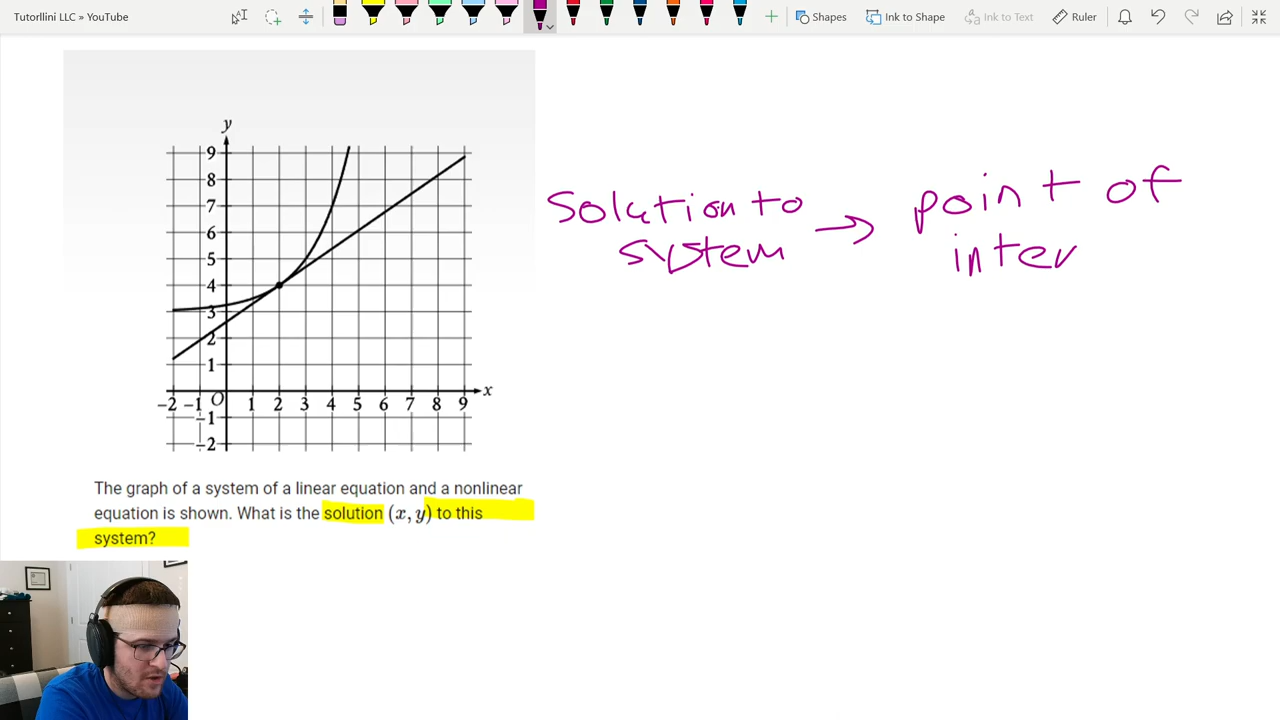 Tutorllini LLC » YouTube
Shapes
Ink to Shape
Ink to Text
Ruler
y
9
8
7
6
5
4
3
2
1
O
x
-2 -1 1 2 3 4 5 6 7 8 9
-1
-2
The graph of a system of a linear equation and a nonlinear
equation is shown. What is the solution (x, y) to this
system?
Solution to
system
→
point of
inter